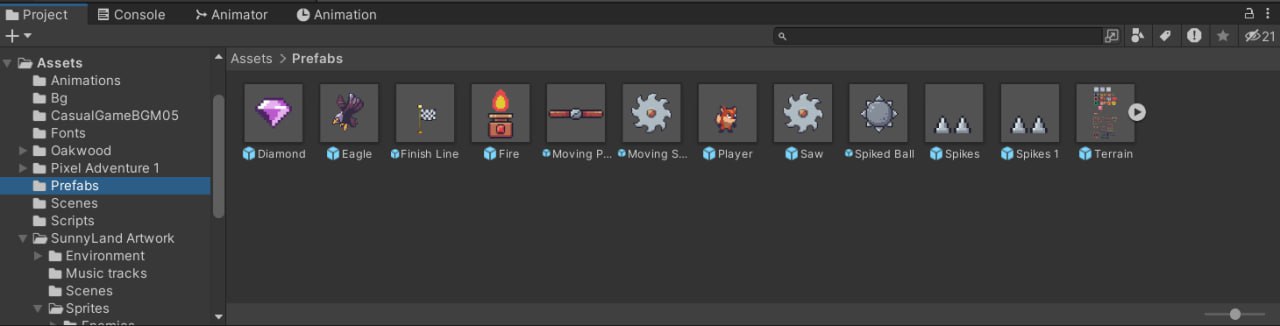 Project Console Animator Animation
21
Assets > Prefabs
Assets
Animations
Bg
CasualGameBGM05
Fonts
Oakwood
Pixel Adventure 1
Prefabs
Scenes
Scripts
SunnyLand Artwork
Environment
Music tracks
Scenes
Sprites
Enemies
Diamond Eagle Finish Line Fire Moving P... Moving S... Player Saw Spiked Ball Spikes Spikes 1 Terrain